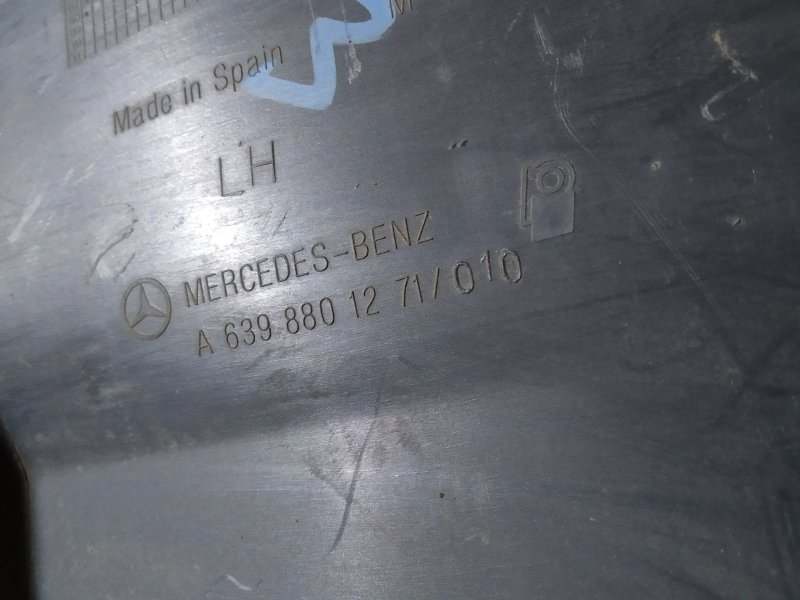 Made in Spain
LH
MERCEDES-BENZ
A 639 880 12 71/010